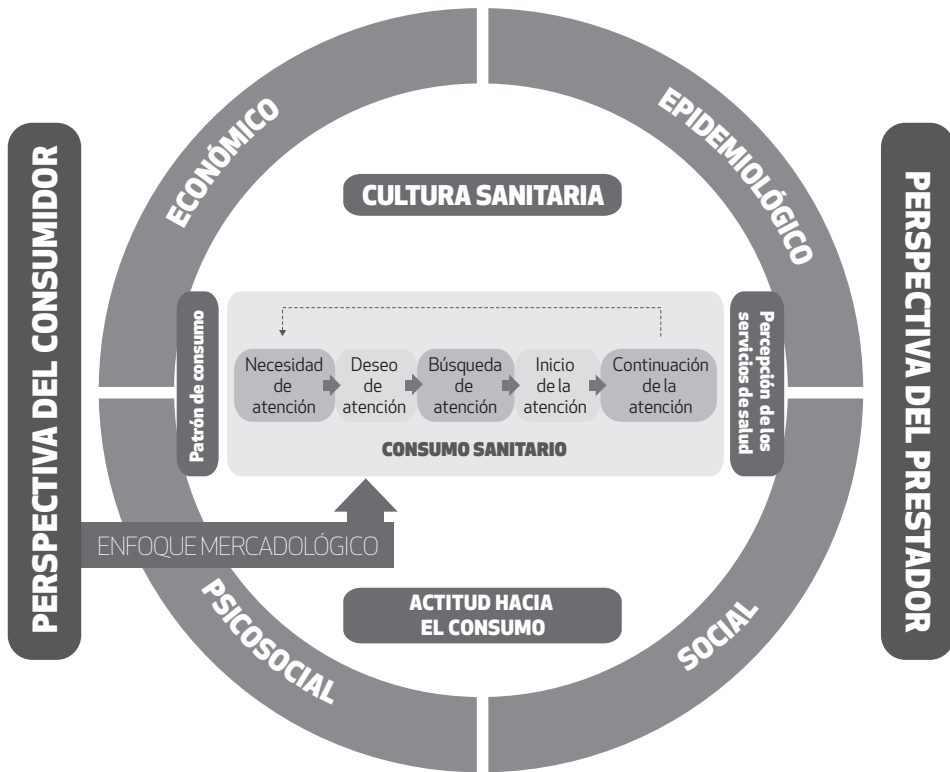 PERSPECTIVA DEL CONSUMIDOR
ECONÓMICO
EPIDEMIOLÓGICO
CULTURA SANITARIA
Patrón de consumo
Necesidad
de
atención
Deseo
de
atención
Búsqueda
de
atención
Inicio
de la
atención
Continuación
de la
atención
CONSUMO SANITARIO
Percepción de los
servicios de salud
ENFOQUE MERCADOLÓGICO
ACTITUD HACIA
EL CONSUMO
PSICOSOCIAL
SOCIAL
PERSPECTIVA DEL PRESTADOR